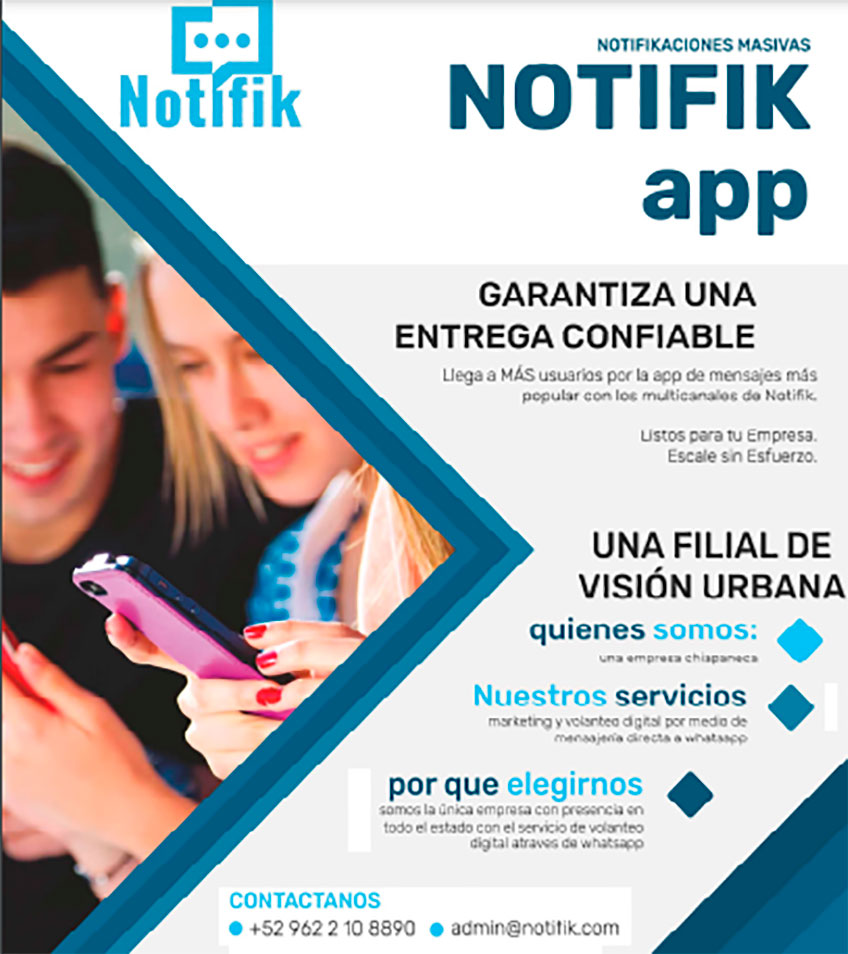 Notifik
NOTIFIKACIONES MASIVAS
NOTIFIK
app
GARANTIZA UNA
ENTREGA CONFIABLE
Llega a MÁS usuarios por la app de mensajes más
popular con los multicanales de Notifik.
Listos para tu Empresa.
Escale sin Esfuerzo.
UNA FILIAL DE
VISIÓN URBANA
quienes somos:
una empresa chiapaneca
Nuestros servicios
marketing y volanteo digital por medio de
mensajería directa a whatsapp
por que elegirnos
somos la única empresa con presencia en
todo el estado con el servicio de volanteo
digital atraves de whatsapp
CONTACTANOS
+52 962 2 10 8890 admin@notifik.com